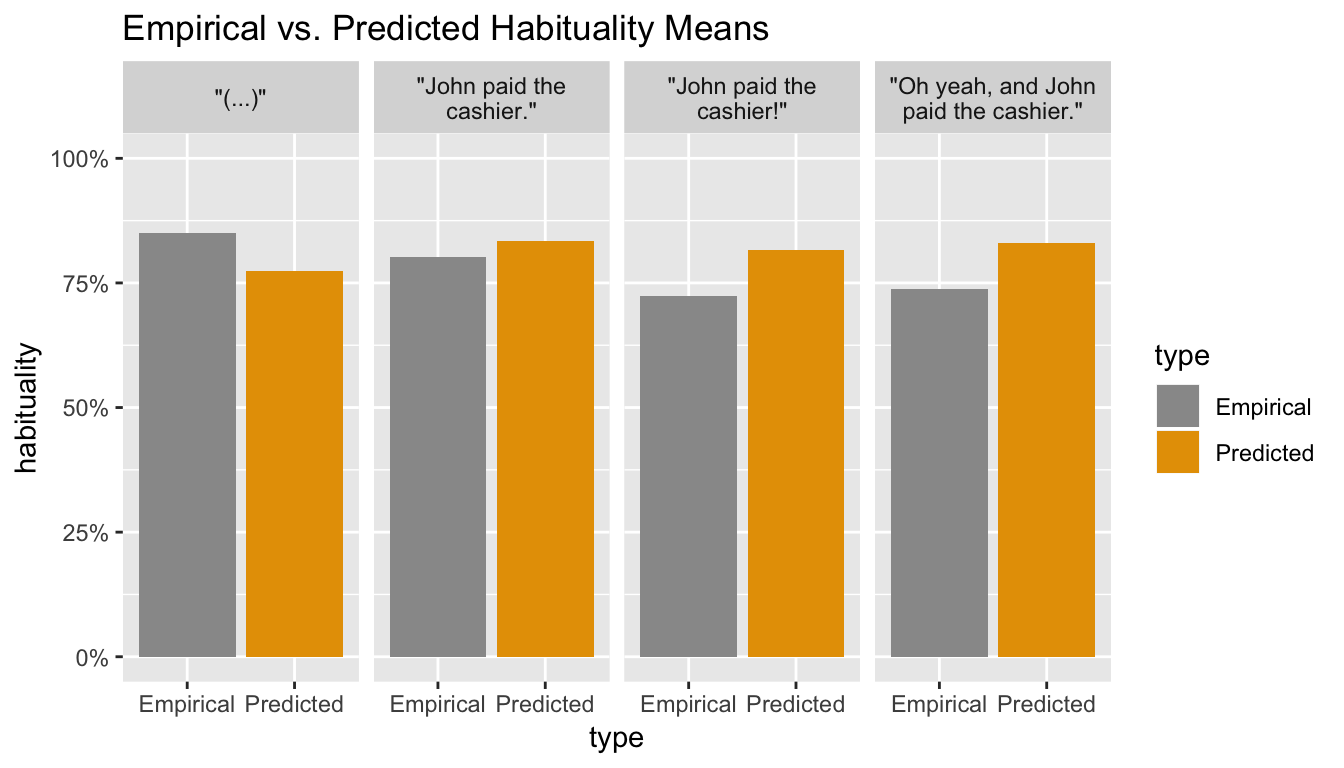 Empirical vs. Predicted Habituality Means
"(...)"
"John paid the
cashier."
"John paid the
cashier!"
"Oh yeah, and John
paid the cashier."
100%
75%
50%
25%
0%
habituality
Empirical Predicted
Empirical Predicted
Empirical Predicted
Empirical Predicted
type
type
Empirical
Predicted